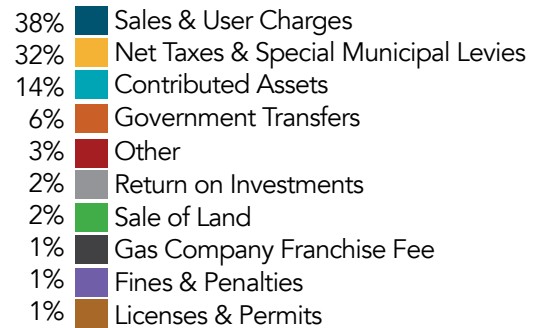 38% Sales & User Charges
32% Net Taxes & Special Municipal Levies
14% Contributed Assets
6% Government Transfers
3% Other
2% Return on Investments
2% Sale of Land
1% Gas Company Franchise Fee
1% Fines & Penalties
1% Licenses & Permits